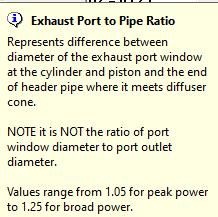 Exhaust Port to Pipe Ratio
Represents difference between
diameter of the exhaust port window
at the cylinder and piston and the end
of header pipe where it meets diffuser
cone.
NOTE it is NOT the ratio of port
window diameter to port outlet
diameter.
Values range from 1.05 for peak power
to 1.25 for broad power.